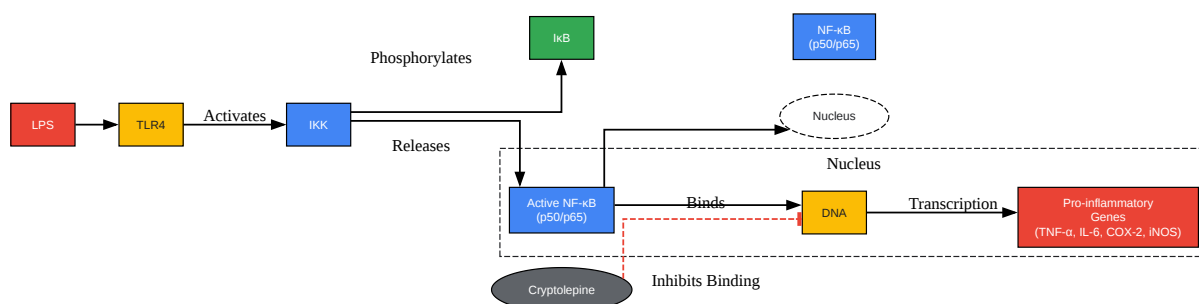 IκB
NF-κB
(p50/p65)
Phosphorylates
LPS
TLR4
Activates
IKK
Nucleus
Releases
Nucleus
Active NF-κB
(p50/p65)
Binds
DNA
Transcription
Pro-inflammatory
Genes
(TNF-α, IL-6, COX-2, iNOS)
Cryptolepine
Inhibits Binding